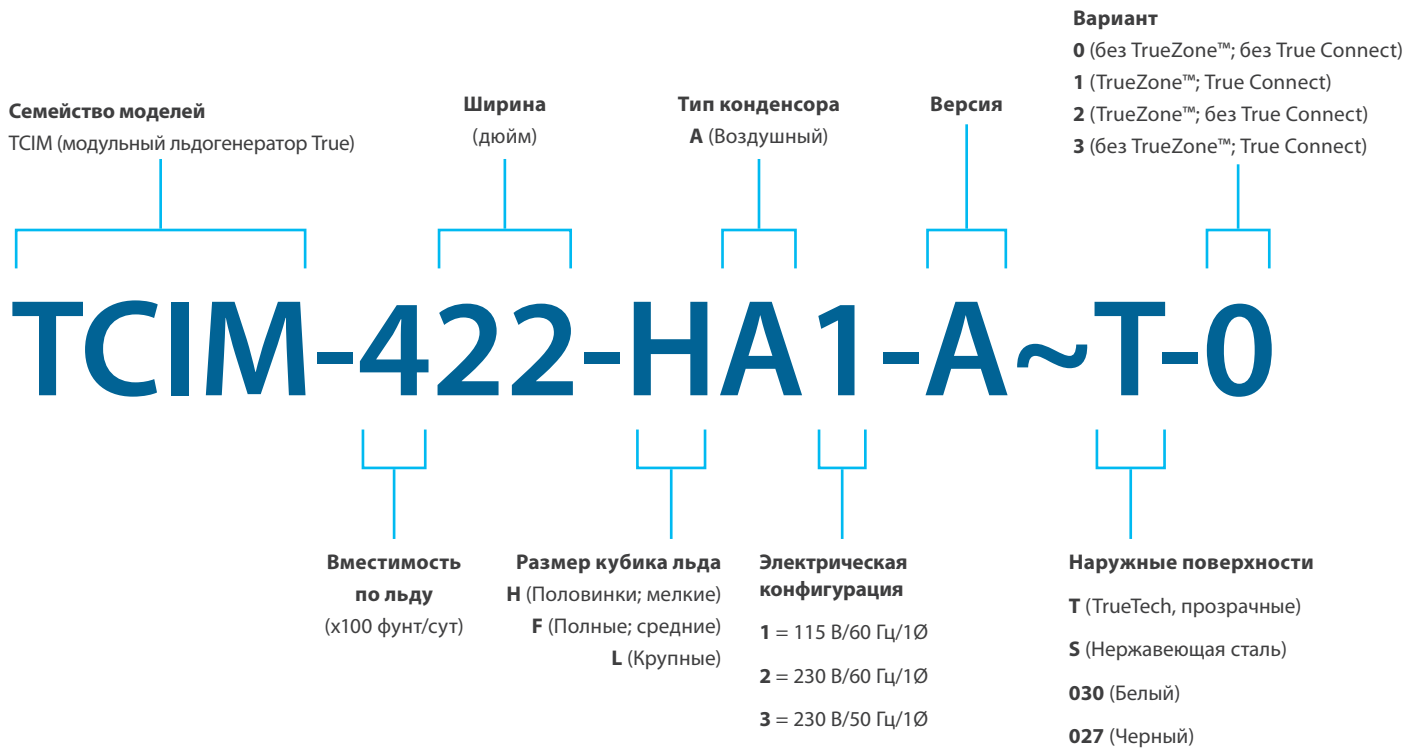 Вариант
0 (без TrueZone™; без True Connect)
1 (TrueZone™; True Connect)
2 (TrueZone™; без True Connect)
3 (без TrueZone™; True Connect)
Семейство моделей
TCIM (модульный льдогенератор True)
Ширина
(дюйм)
Тип конденсора
A (Воздушный)
Версия
TCIM-422-HA1-A~T-0
Вместимость
по льду
(x100 фунт/сут)
Размер кубика льда
H (Половинки; мелкие)
F (Полные; средние)
L (Крупные)
Электрическая
конфигурация
1 = 115 В/60 Гц/1Ø
2 = 230 В/60 Гц/1Ø
3 = 230 В/50 Гц/1Ø
Наружные поверхности
T (TrueTech, прозрачные)
S (Нержавеющая сталь)
030 (Белый)
027 (Черный)